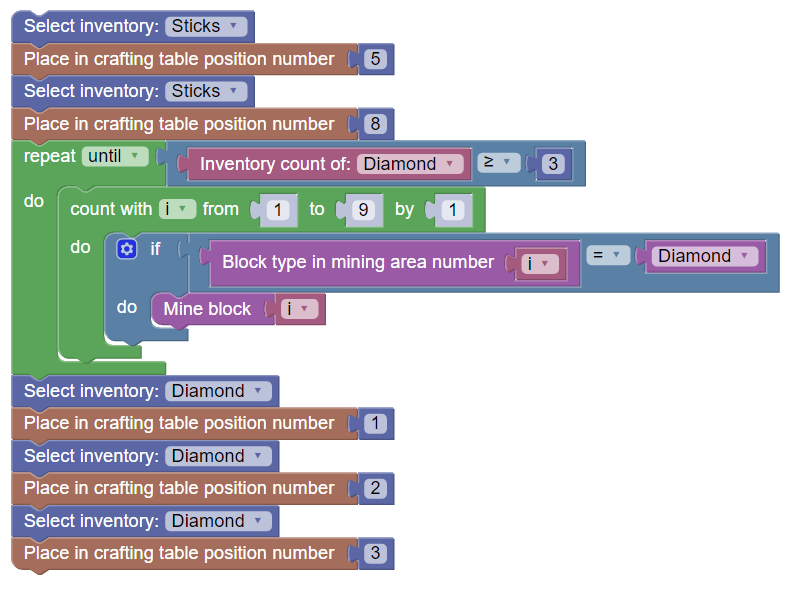 Select inventory: Sticks
Place in crafting table position number 5
Select inventory: Sticks
Place in crafting table position number 8
repeat until Inventory count of: Diamond ≥ 3
do count with i from 1 to 9 by 1
do if Block type in mining area number i = Diamond
do Mine block i
Select inventory: Diamond
Place in crafting table position number 1
Select inventory: Diamond
Place in crafting table position number 2
Select inventory: Diamond
Place in crafting table position number 3